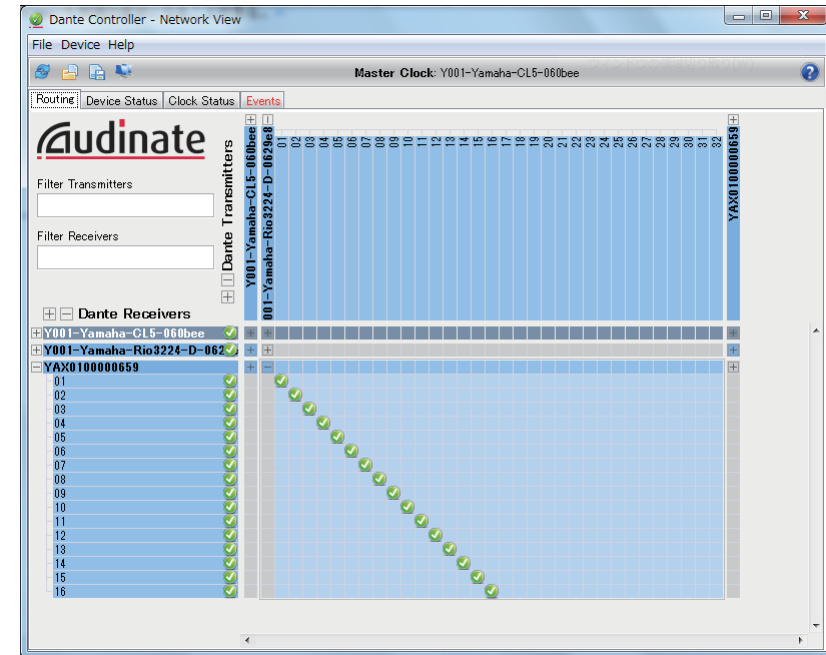 Dante Controller - Network View
File Device Help
Master Clock: Y001-Yamaha-CL5-060bee
Routing Device Status Clock Status Events
Audinate
Filter Transmitters
Filter Receivers
Dante Transmitters
Y001-Yamaha-CL5-060bee
001-Yamaha-Rio3224-D-0629e8
01 02 03 04 05 06 07 08 09 10 11 12 13 14 15 16 17 18 19 20 21 22 23 24 25 26 27 28 29 30 31 32
YAX0100000659
Dante Receivers
Y001-Yamaha-CL5-060bee
Y001-Yamaha-Rio3224-D-062
YAX0100000659
01
02
03
04
05
06
07
08
09
10
11
12
13
14
15
16